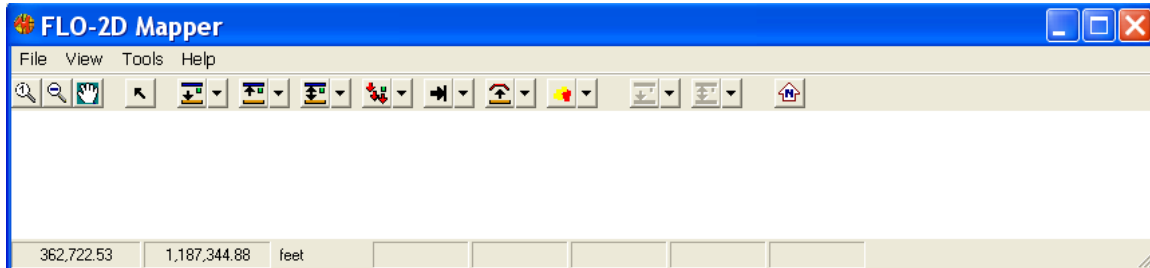 FLO-2D Mapper
File View Tools Help
N
362,722.53 1,187,344.88 feet